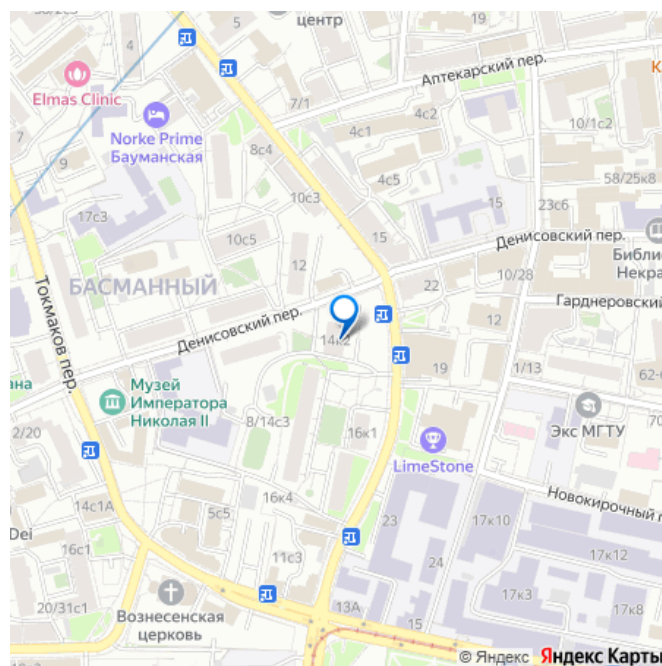 58/2с3
5
центр
Elmas Clinic
Norke Prime
Бауманская
7
9
7/1
Аптекарский пер.
4с2
4с1
10/1с2
8с4
4с5
58/25к8
17с3
10с3
15
23с6
10с5
15
Денисовский пер.
12
22
10/28
БАСМАННЫЙ
Гарднеровский
Токмаков пер.
Денисовский пер.
14к2
12
19
1/13
Музей
Императора
Николая II
8/14с3
2/20
16к1
LimeStone
Экс МГТУ
16к4
Новокирочный
14с1А
5с5
Dei
16с1
11с3
23
17к10
24
17к12
20/31с1
Вознесенская
церковь
13А
15
17к3
17к8
© Яндекс Яндекс Карты